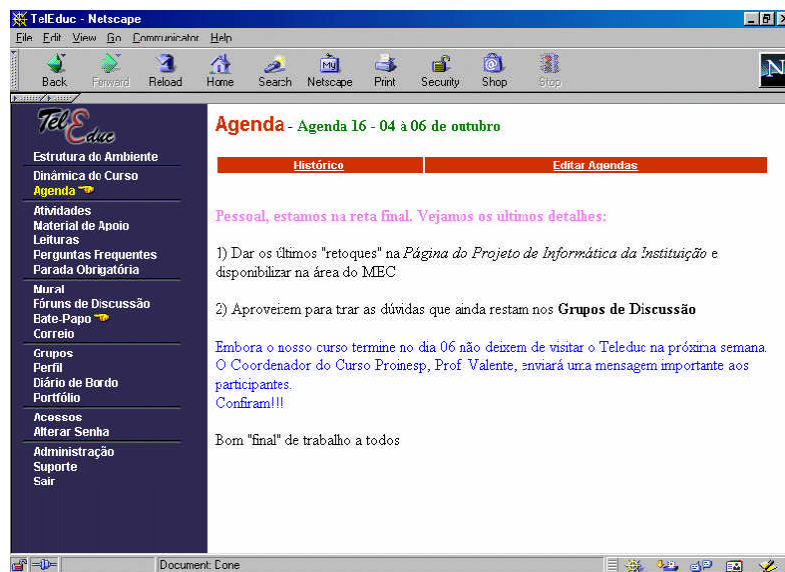 TelEduc - Netscape
File Edit View Go Communicator Help
Back Forward Reload Home Search Netscape Print Security Shop Stop
TelEduc
Estrutura do Ambiente
Dinâmica do Curso
Agenda
Atividades
Material de Apoio
Leituras
Perguntas Frequentes
Parada Obrigatória
Mural
Fóruns de Discussão
Bate-Papo
Correio
Grupos
Perfil
Diário de Bordo
Portfólio
Acessos
Alterar Senha
Administração
Suporte
Sair
Agenda - Agenda 16 - 04 à 06 de outubro
Histórico Editar Agendas
Pessoal, estamos na reta final. Vejamos os últimos detalhes:
1) Dar os últimos "retoques" na Página do Projeto de Informática da Instituição e
disponibilizar na área do MEC
2) Aproveitem para tirar as dúvidas que ainda restam nos Grupos de Discussão
Embora o nosso curso termine no dia 06 não deixem de visitar o Teleduc na próxima semana.
O Coordenador do Curso Proinesp, Prof. Valente, enviará uma mensagem importante aos
participantes.
Confiram!!!
Bom "final" de trabalho a todos
Document: Done